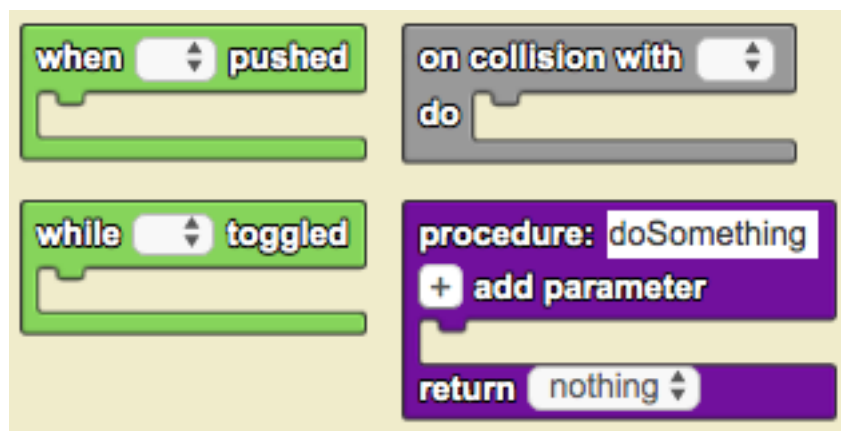 when pushed
on collision with
do
while toggled
procedure: doSomething
+ add parameter
return nothing